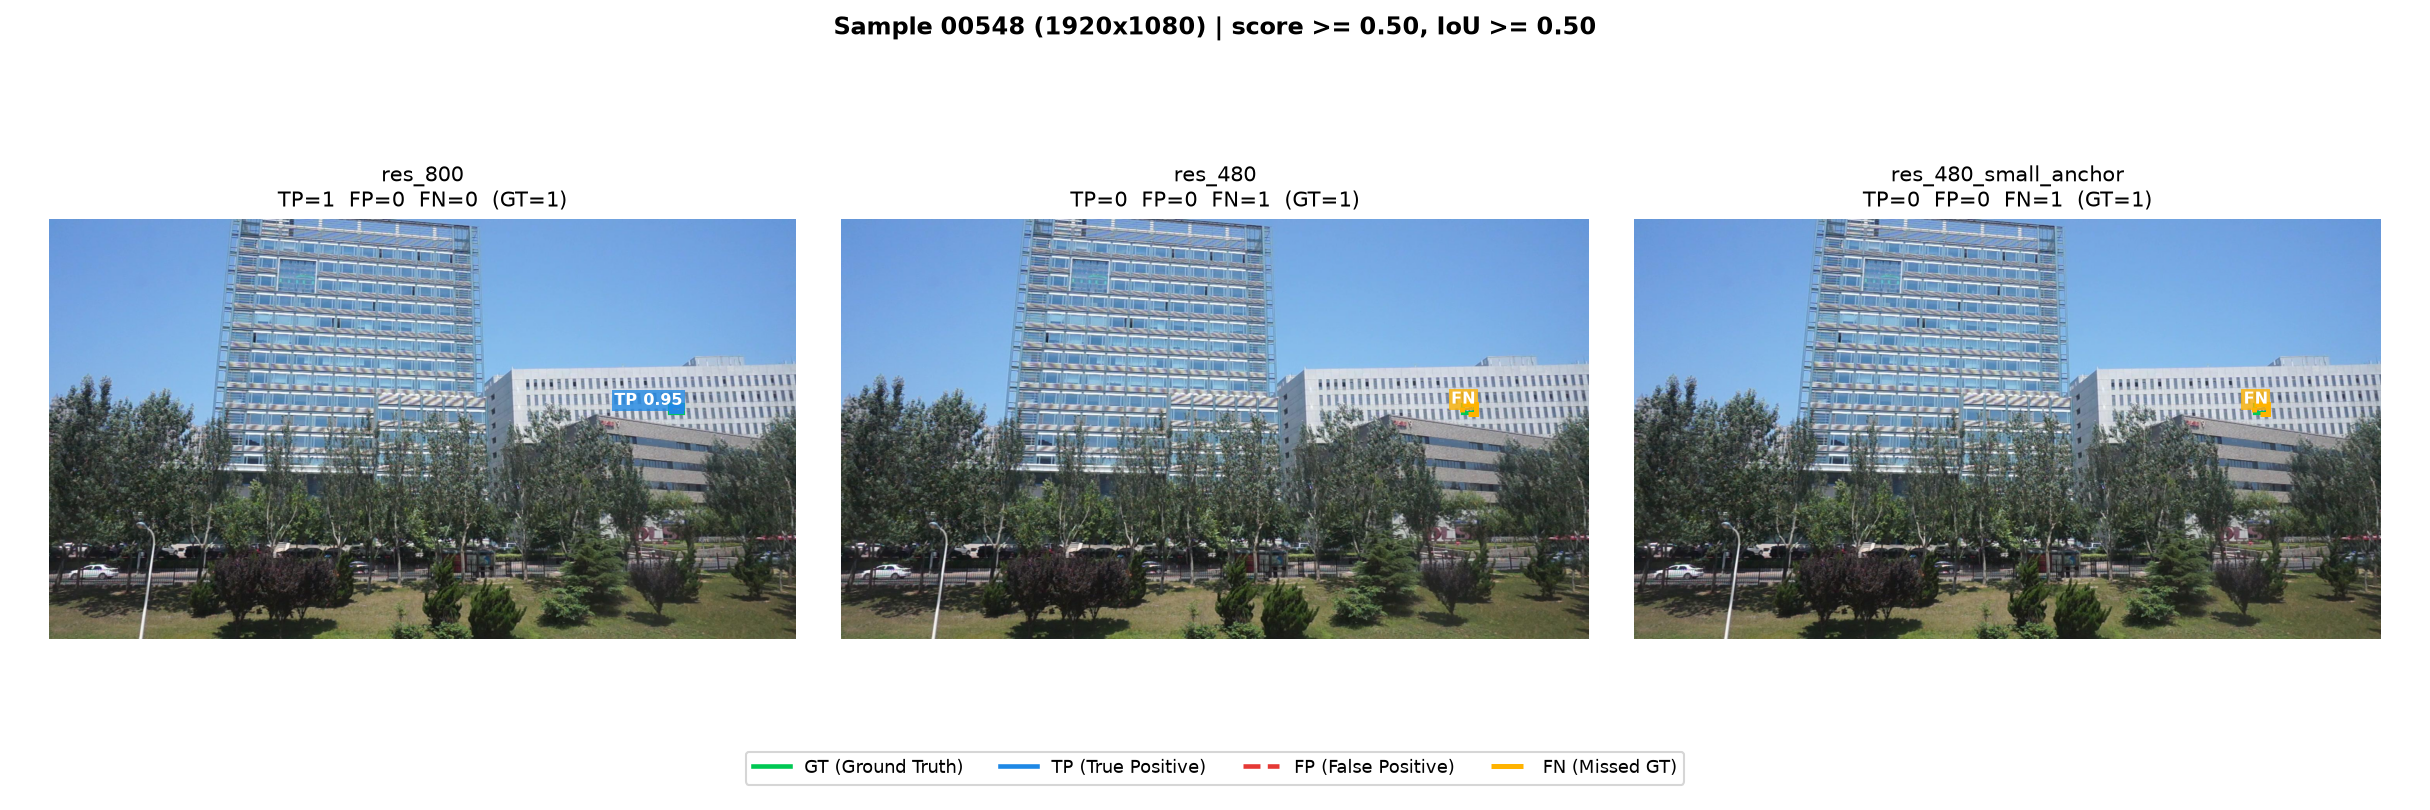 Sample 00548 (1920x1080) | score >= 0.50, IoU >= 0.50
res_800
TP=1 FP=0 FN=0 (GT=1)
res_480
TP=0 FP=0 FN=1 (GT=1)
res_480_small_anchor
TP=0 FP=0 FN=1 (GT=1)
TP 0.95
FN
FN
GT (Ground Truth)
TP (True Positive)
FP (False Positive)
FN (Missed GT)